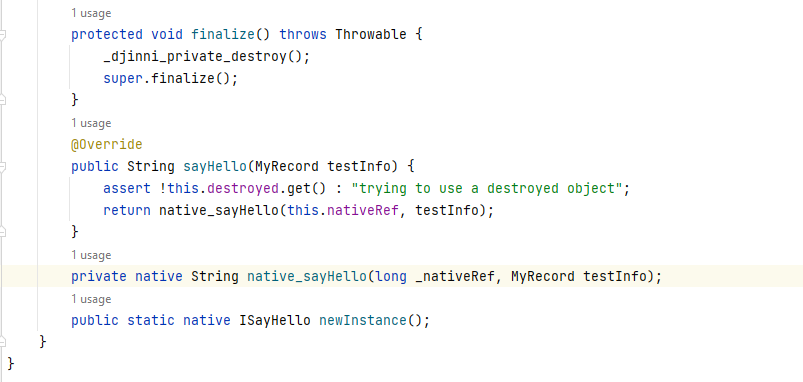 1 usage
protected void finalize() throws Throwable {
_djinni_private_destroy();
super.finalize();
}
1 usage
@Override
public String sayHello(MyRecord testInfo) {
assert !this.destroyed.get() : "trying to use a destroyed object";
return native_sayHello(this.nativeRef, testInfo);
}
1 usage
private native String native_sayHello(long _nativeRef, MyRecord testInfo);
1 usage
public static native ISayHello newInstance();
}
}